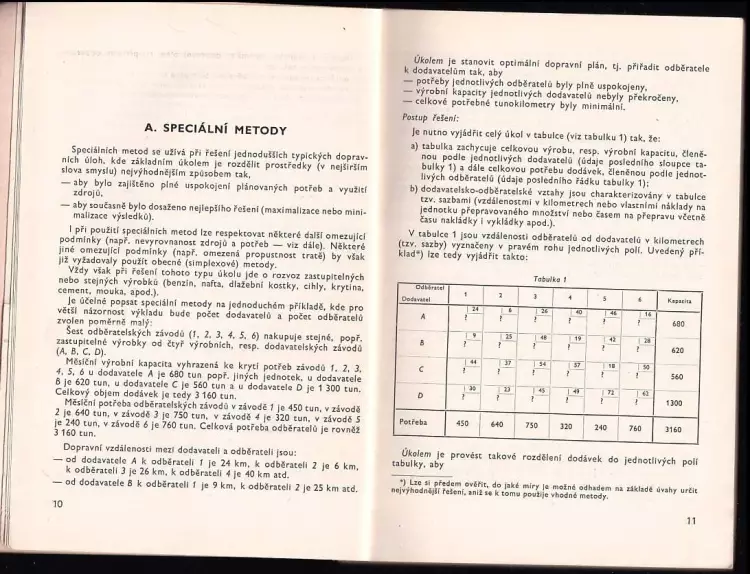 A. SPECIÁLNÍ METODY
Speciálních metod se užívá při řešení jednodušších typických doprav-
ních úloh, kde základním úkolem je rozdělit prostředky (v nejširším
slova smyslu) nejvýhodnějším způsobem tak,
— aby bylo zajištěno plné uspokojení plánovaných potřeb a využití
zdrojů,
— aby současně bylo dosaženo nejlepšího řešení (maximalizace nebo mini-
malizace výsledků).
I při použití speciálních metod lze respektovat některé další omezující
podmínky (např. nevyrovnanost zdrojů a potřeb — viz dále). Některé
jiné omezující podmínky (např. omezená propustnost tratě) by však
již vyžadovaly použít obecné (simplexové) metody.
Vždy však při řešení tohoto typu úkolu jde o rozvoz zastupitelných
nebo stejných výrobků (benzin, nafta, dlažební kostky, cihly, krytina,
cement, mouka, apod.).
Je účelné popsat speciální metody na jednoduchém příkladě, kde pro
větší názornost výkladu bude počet dodavatelů a počet odběratelů
zvolen poměrně malý:
Šest odběratelských závodů (1, 2, 3, 4, 5, 6) nakupuje stejné, popř.
zastupitelné výrobky od čtyř výrobních, resp. dodavatelských závodů
(A, B, C, D).
Měsíční výrobní kapacita vyhrazená ke krytí potřeb závodů 1, 2, 3,
4, 5, 6 u dodavatele A je 680 tun popř. jiných jednotek, u dodavatele
B je 620 tun, u dodavatele C je 560 tun a u dodavatele D je 1 300 tun.
Celkový objem dodávek je tedy 3 160 tun.
Měsíční potřeba odběratelských závodů v závodě 1 je 450 tun, v závodě
2 je 640 tun, v závodě 3 je 750 tun, v závodě 4 je 320 tun, v závodě 5
je 240 tun, v závodě 6 je 760 tun. Celková potřeba odběratelů je rovněž
3 160 tun.
Dopravní vzdálenosti mezi dodavateli a odběrateli jsou:
— od dodavatele A k odběrateli 1 je 24 km, k odběrateli 2 je 6 km,
k odběrateli 3 je 26 km, k odběrateli 4 je 40 km atd.
— od dodavatele B k odběrateli 1 je 9 km, k odběrateli 2 je 25 km atd.
10
Úkolem je stanovit optimální dopravní plán, tj. přiřadit odběratele
k dodavatelům tak, aby
— potřeby jednotlivých odběratelů byly plně uspokojeny,
— výrobní kapacity jednotlivých dodavatelů nebyly překročeny,
— celkové potřebné tunokilometry byly minimální.
Postup řešení:
Je nutno vyjádřit celý úkol v tabulce (viz tabulku 1) tak, že:
a) tabulka zachycuje celkovou výrobu, resp. výrobní kapacitu, členě-
nou podle jednotlivých dodavatelů (údaje posledního sloupce ta-
bulky 1) a dále celkovou potřebu dodávek, členěnou podle jednot-
livých odběratelů (údaje posledního řádku tabulky 1);
b) dodavatelsko-odběratelské vztahy jsou charakterizovány v tabulce
tzv. sazbami (vzdálenostmi v kilometrech nebo vlastními náklady na
jednotku přepravovaného množství nebo časem na přepravu včetně
času nakládky i vykládky apod.).
V tabulce 1 jsou vzdálenosti odběratelů od dodavatelů v kilometrech
(tzv. sazby) vyznačeny v pravém rohu jednotlivých polí. Uvedený pří-
klad*) lze tedy vyjádřit takto:
Tabulka 1
Odběratel
Dodavatel 1 2 3 4 5 6 Kapacita
24 6 26 40 46 16
A ? ? ? ? ? ? 680
9 25 48 19 42 28
B ? ? ? ? ? ? 620
44 37 54 57 18 50
C ? ? ? ? ? ? 560
30 23 45 49 72 62
D ? ? ? ? ? ? 1300
Potřeba 450 640 750 320 240 760 3160
Úkolem je provést takové rozdělení dodávek do jednotlivých polí
tabulky, aby
*) Lze si předem ověřit, do jaké míry je možné odhadem na základě úvahy určit
nejvýhodnější řešení, aniž se k tomu použije vhodné metody.
11